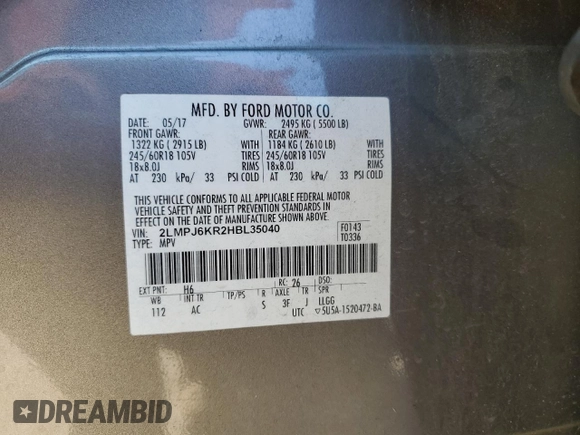 MFD. BY FORD MOTOR CO.
DATE: 05/17 GVWR: 2495 KG ( 5500 LB)
FRONT GAWR: REAR GAWR:
1322 KG ( 2915 LB) WITH 1184 KG ( 2610 LB) WITH
245/60R18 105V TIRES 245/60R18 105V TIRES
18x8.0J RIMS 18x8.0J RIMS
AT 230 kPa/ 33 PSI COLD AT 230 kPa/ 33 PSI COLD
THIS VEHICLE CONFORMS TO ALL APPLICABLE FEDERAL MOTOR
VEHICLE SAFETY AND THEFT PREVENTION STANDARDS IN
EFFECT ON THE DATE OF MANUFACTURE SHOWN ABOVE.
VIN: 2LMPJ6KR2HBL35040 F0143
TYPE: MPV T0336
EXT PNT: H6 RC: 26 DSO:
WB INT TR TP/PS R AXLE TR SPR
112 AC S 3F J LLGG
UTC ▽5U5A-1520472-BA
DREAMBID